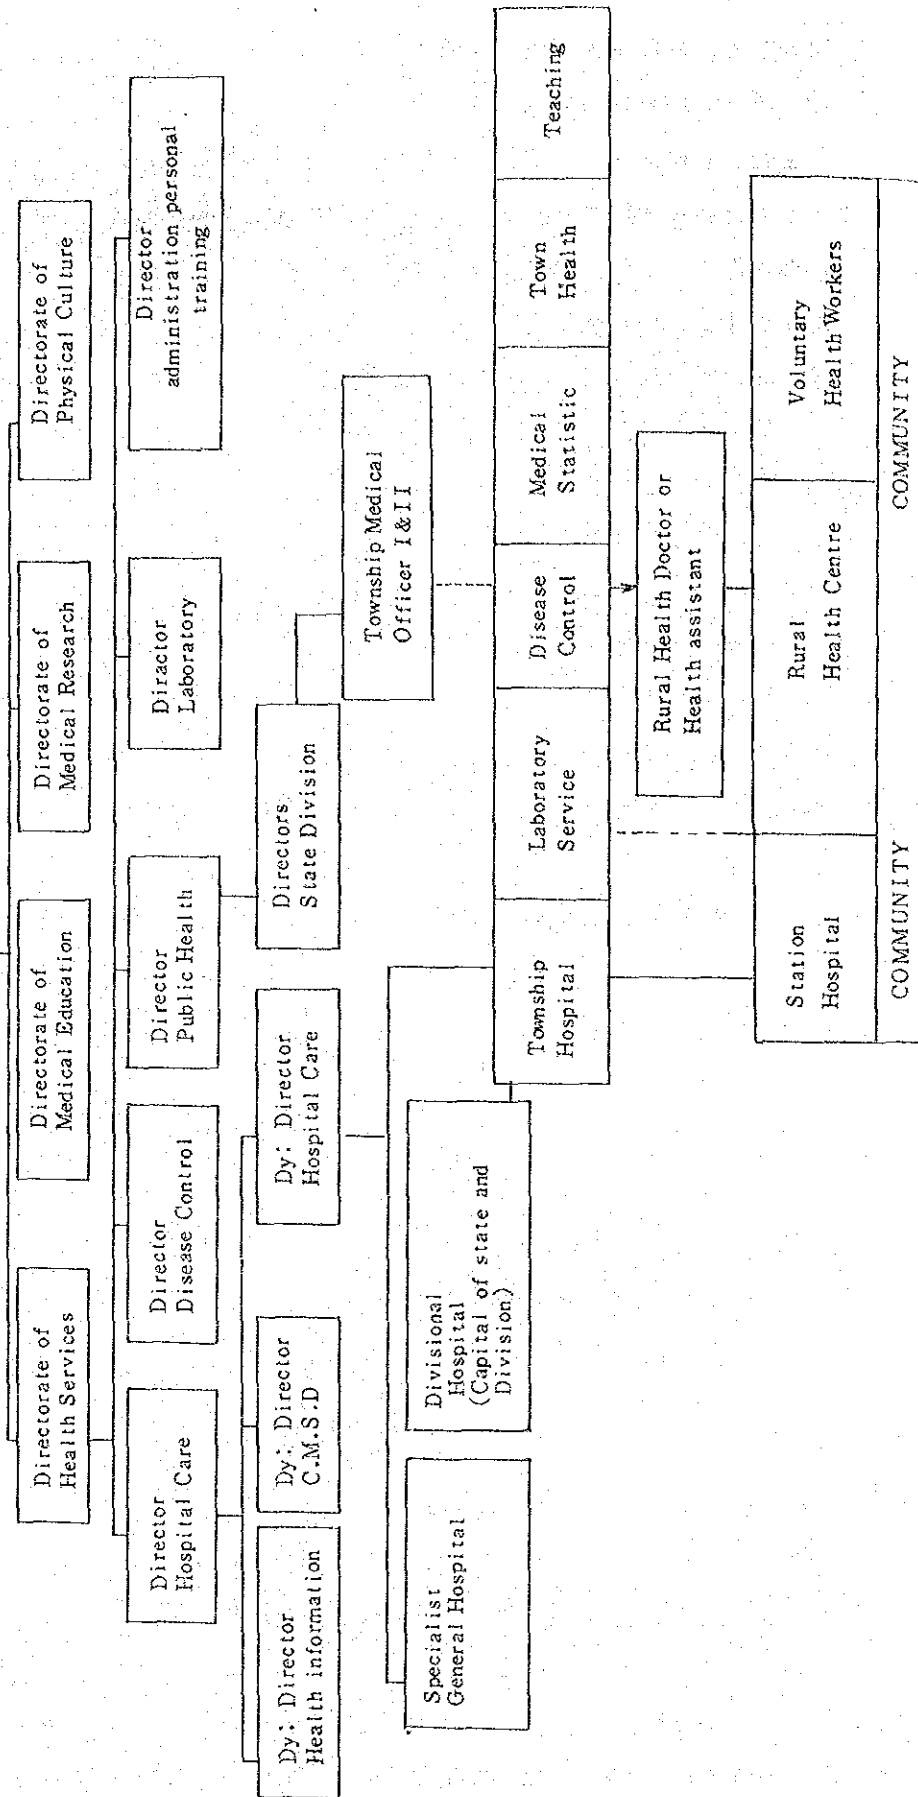 Directorate of
Health Services
Directorate of
Medical Education
Directorate of
Medical Research
Directorate of
Physical Culture
Director
Hospital Care
Director
Disease Control
Director
Public Health
Diractor
Laboratory
Director
administration personal
training
Dy: Director
Health information
Dy: Director
C.M.S.D
Dy: Director
Hospital Care
Directors
State Division
Township Medical
Officer I&II
Specialist
General Hospital
Divisional
Hospital
(Capital of state and
Division)
Township
Hospital
Laboratory
Service
Disease
Control
Medical
Statistic
Town
Health
Teaching
Rural Health Doctor or
Health assistant
Station
Hospital
Rural
Health Centre
Voluntary
Health Workers
COMMUNITY
COMMUNITY